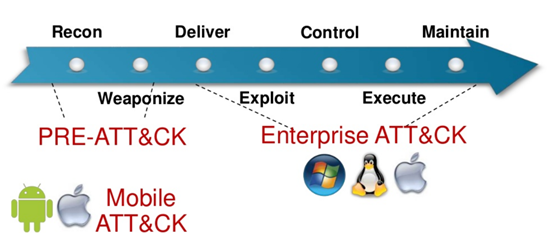 Recon Deliver Control Maintain
Weaponize Exploit Execute
PRE-ATT&CK Enterprise ATT&CK
Mobile
ATT&CK